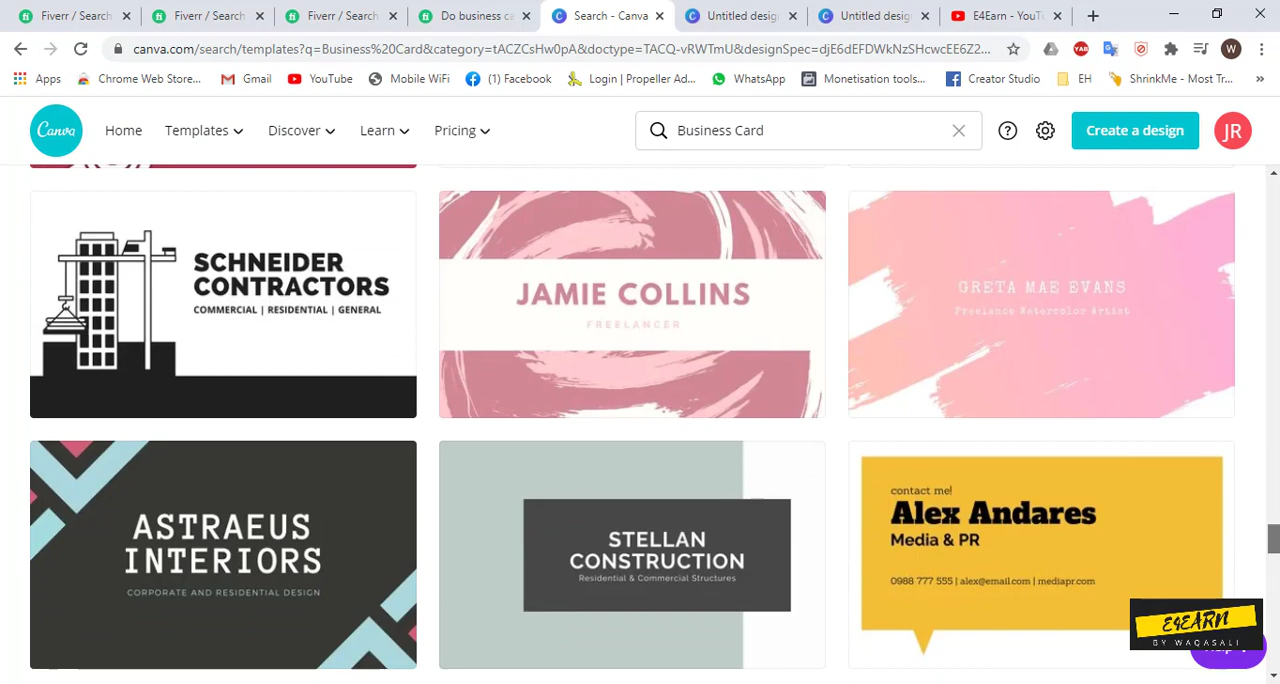 Fiverr / Search
Fiverr / Search
Fiverr / Search
Do business ca
Search - Canva
Untitled desig
Untitled desig
E4Earn - YouTu
canva.com/search/templates?q=Business%20Card&category=tACZCsHw0pA&doctype=TACQ-vRWTmU&designSpec=djE6dEFDWkNzSHcwcEE6Z2...
YAB
W
Apps
Chrome Web Store...
Gmail
YouTube
Mobile WiFi
(1) Facebook
Login | Propeller Ad...
WhatsApp
Monetisation tools...
Creator Studio
EH
ShrinkMe - Most Tr...
Canva
Home
Templates
Discover
Learn
Pricing
Business Card
Create a design
JR
SCHNEIDER
CONTRACTORS
COMMERCIAL | RESIDENTIAL | GENERAL
JAMIE COLLINS
FREELANCER
GRETA MAE EVANS
Freelance Watercolor Artist
ASTRAEUS
INTERIORS
CORPORATE AND RESIDENTIAL DESIGN
STELLAN
CONSTRUCTION
Residential & Commercial Structures
contact me!
Alex Andares
Media & PR
0988 777 555 | alex@email.com | mediapr.com
E4EARN
BY WAQASALI